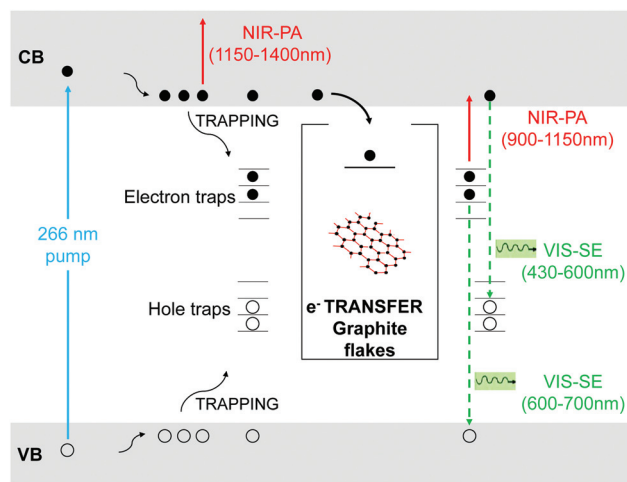 NIR-PA
(1150-1400nm)
CB
TRAPPING
NIR-PA
(900-1150nm)
Electron traps
266 nm
pump
VIS-SE
(430-600nm)
Hole traps
e- TRANSFER
Graphite
flakes
VIS-SE
(600-700nm)
TRAPPING
VB